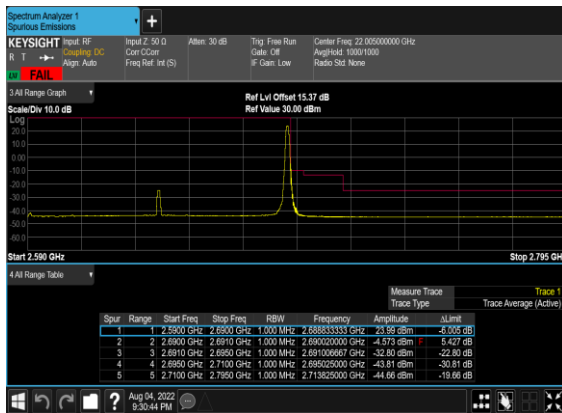 Spectrum Analyzer 1
Spurious Emissions
KEYSIGHT Input: RF Input Z: 50 Ω Atten: 30 dB Trig: Free Run Center Freq: 22.005000000 GHz
R T Coupling: DC Corr CCorr Gate: Off Avg|Hold: 1000/1000
Align: Auto Freq Ref: Int (S) IF Gain: Low Radio Std: None
LW FAIL
3 All Range Graph
Ref Lvl Offset 15.37 dB
Scale/Div 10.0 dB Ref Value 30.00 dBm
Log
20.0
10.0
0.00
-10.0
-20.0
-30.0
-40.0
-50.0
-60.0
Start 2.590 GHz Stop 2.795 GH
4 All Range Table
Measure Trace Trace 1
Trace Type Trace Average (Active)
Spur Range Start Freq Stop Freq RBW Frequency Amplitude ΔLimit
1 1 2.5900 GHz 2.6900 GHz 1.000 MHz 2.688833333 GHz 23.99 dBm -6.005 dB
2 2 2.6900 GHz 2.6910 GHz 1.000 MHz 2.690020000 GHz -4.573 dBm F 5.427 dB
3 3 2.6910 GHz 2.6950 GHz 1.000 MHz 2.691006667 GHz -32.80 dBm -22.80 dB
4 4 2.6950 GHz 2.7100 GHz 1.000 MHz 2.695025000 GHz -43.81 dBm -30.81 dB
5 5 2.7100 GHz 2.7950 GHz 1.000 MHz 2.713825000 GHz -44.66 dBm -19.66 dB
? Aug 04, 2022
9:30:44 PM